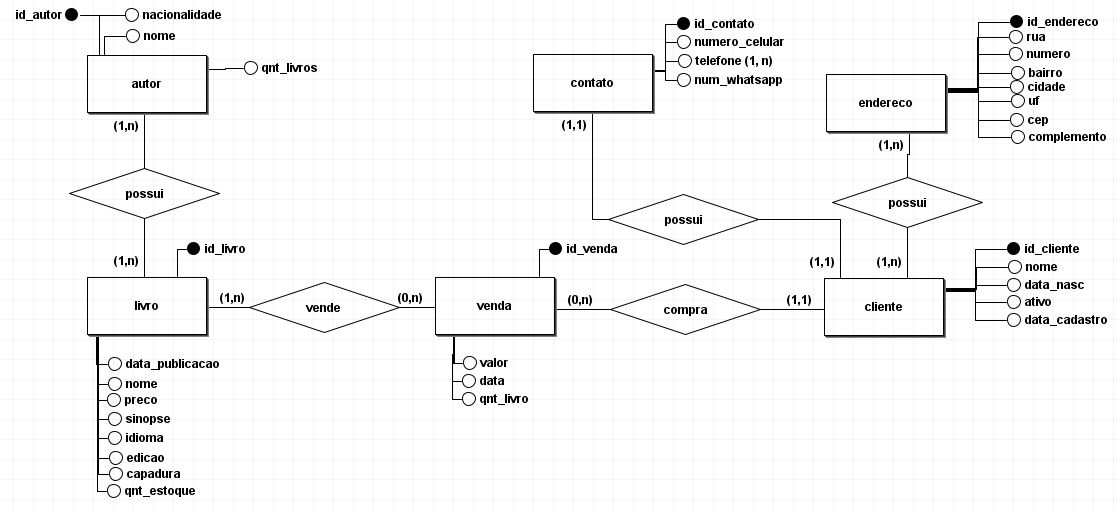 id_autor
nacionalidade
nome
autor
qnt_livros
(1,n)
possui
(1,n)
id_livro
livro
data_publicacao
nome
preco
sinopse
idioma
edicao
capadura
qnt_estoque
(1,n)
vende
(0,n)
id_venda
venda
valor
data
qnt_livro
(0,n)
compra
(1,1)
contato
id_contato
numero_celular
telefone (1, n)
num_whatsapp
(1,1)
possui
(1,1)
endereco
id_endereco
rua
numero
bairro
cidade
uf
cep
complemento
(1,n)
possui
(1,n)
cliente
id_cliente
nome
data_nasc
ativo
data_cadastro